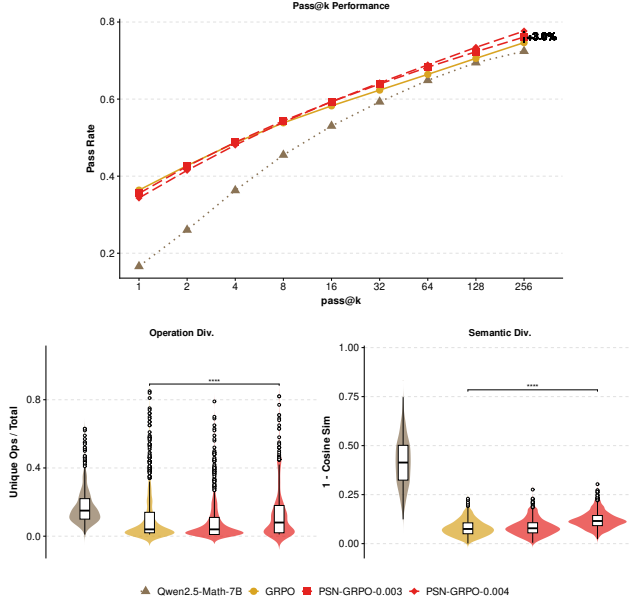 Pass@k Performance
0.8
0.6
0.4
0.2
Pass Rate
1 2 4 8 16 32 64 128 256
pass@k
Operation Div.
Semantic Div.
0.8
0.4
0.0
Unique Ops / Total
****
1.00
0.75
0.50
0.25
0.00
1 - Cosine Sim
****
Qwen2.5-Math-7B GRPO PSN-GRPO-0.003 PSN-GRPO-0.004